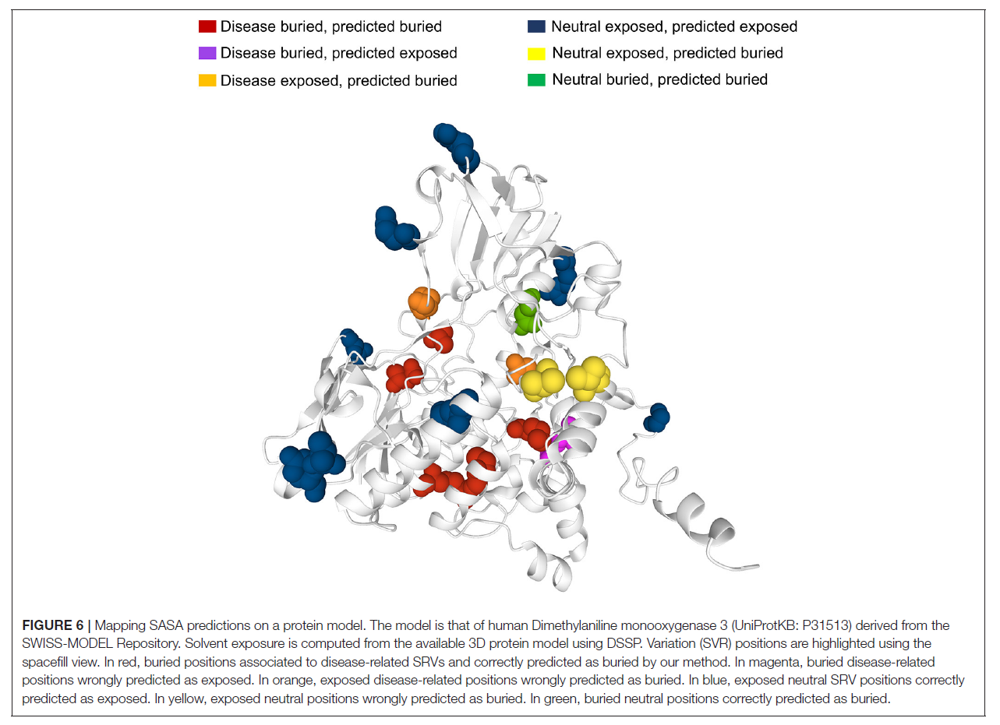 Disease buried, predicted buried
Neutral exposed, predicted exposed
Disease buried, predicted exposed
Neutral exposed, predicted buried
Disease exposed, predicted buried
Neutral buried, predicted buried
FIGURE 6 | Mapping SASA predictions on a protein model. The model is that of human Dimethylaniline monooxygenase 3 (UniProtKB: P31513) derived from the
SWISS-MODEL Repository. Solvent exposure is computed from the available 3D protein model using DSSP. Variation (SVR) positions are highlighted using the
spacefill view. In red, buried positions associated to disease-related SRVs and correctly predicted as buried by our method. In magenta, buried disease-related
positions wrongly predicted as exposed. In orange, exposed disease-related positions wrongly predicted as buried. In blue, exposed neutral SRV positions correctly
predicted as exposed. In yellow, exposed neutral positions wrongly predicted as buried. In green, buried neutral positions correctly predicted as buried.